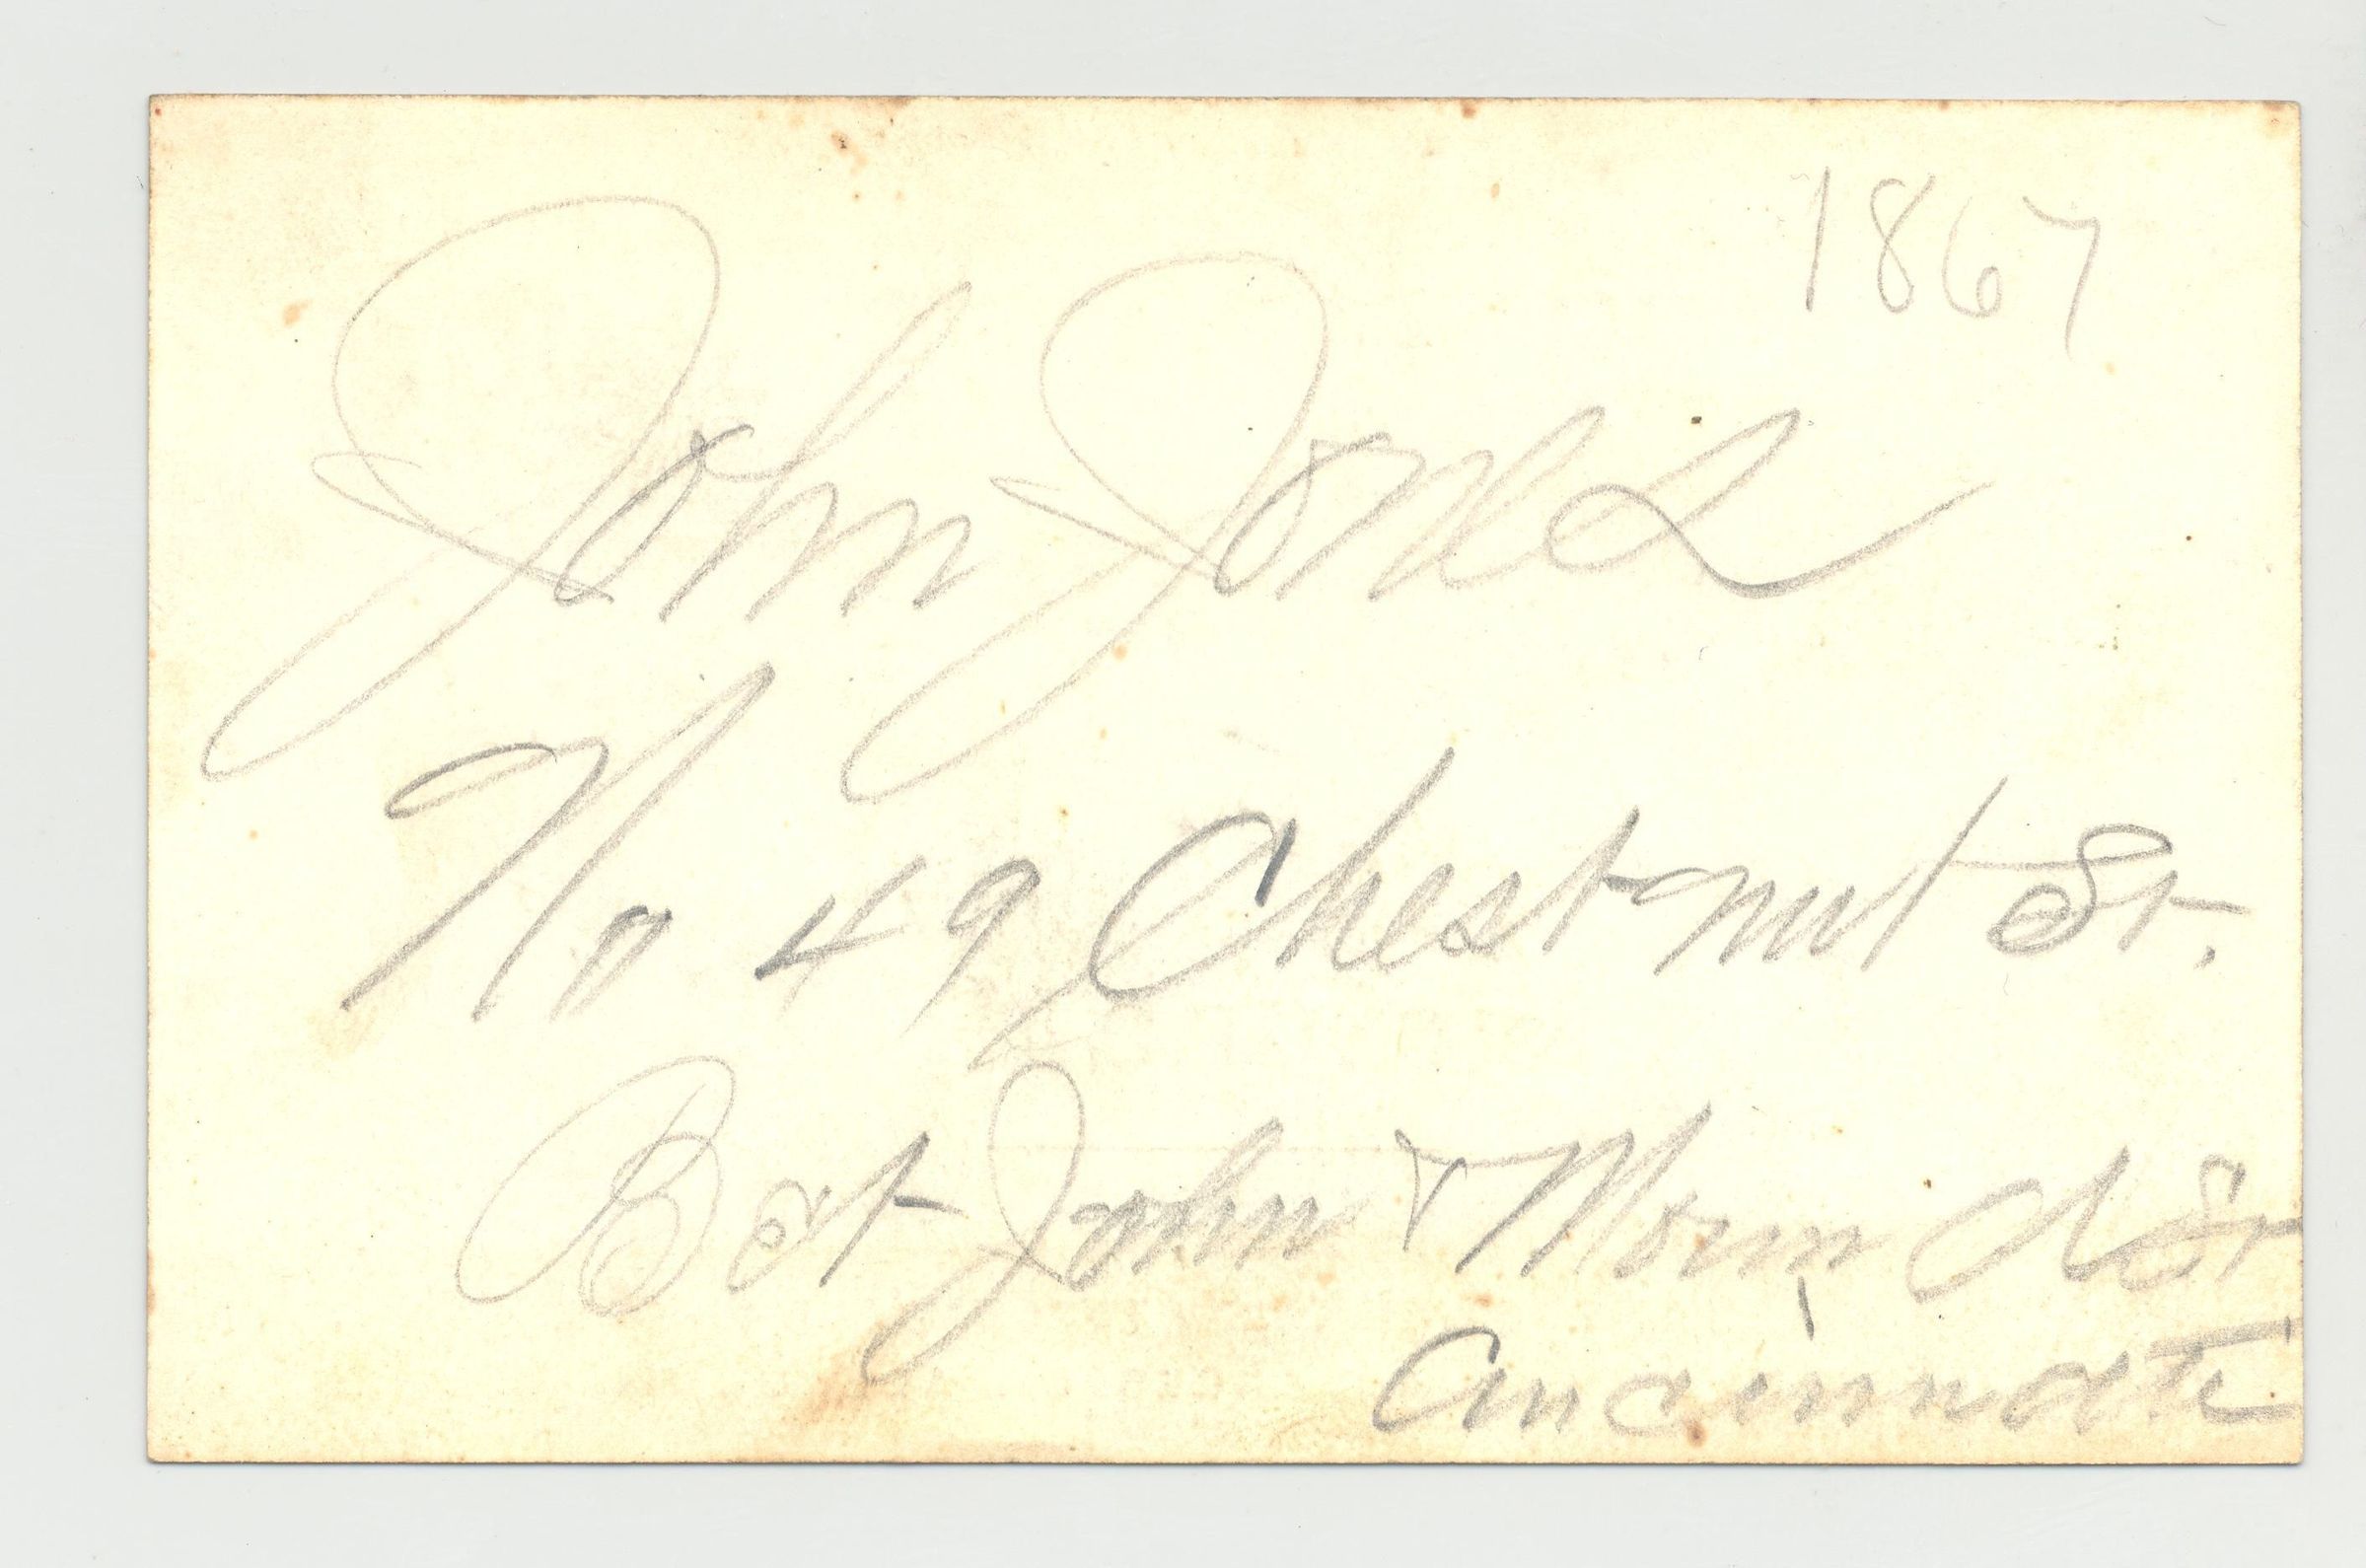 1867
John Jones
No 49 Chestnut St.
Bet John & Mound St
Cincinnati